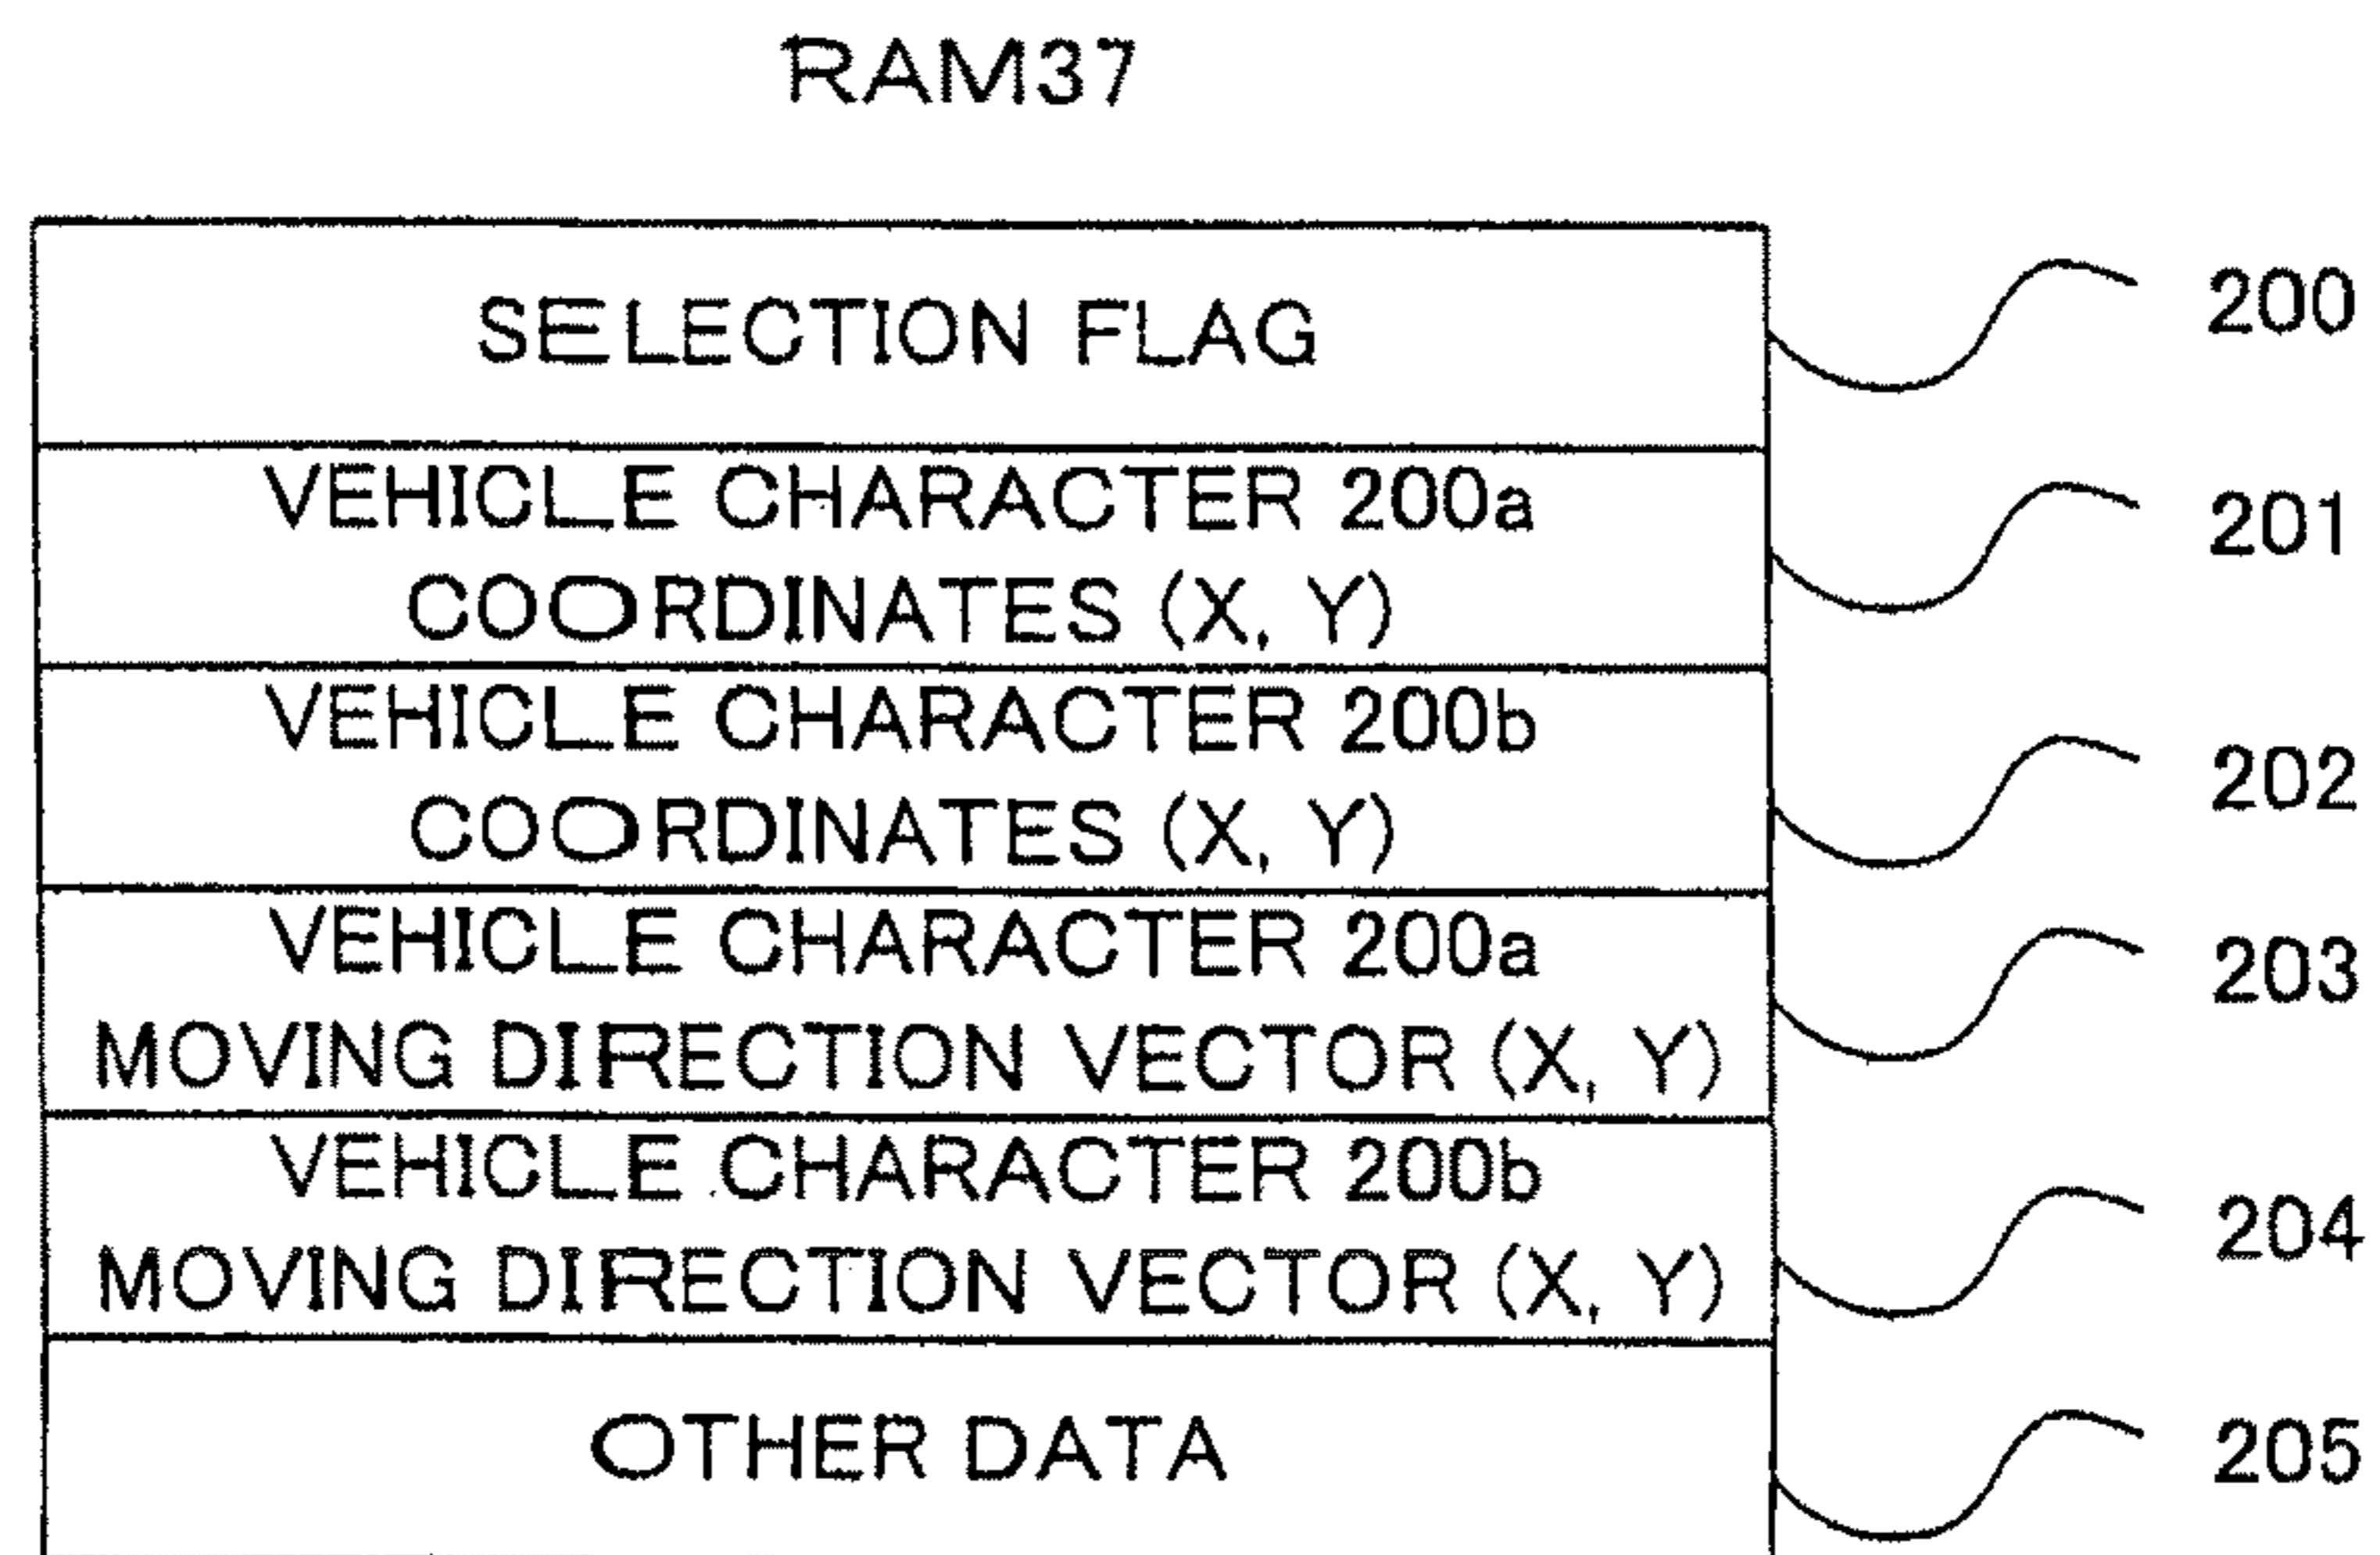 RAM37
SELECTION FLAG
200
VEHICLE CHARACTER 200a
COORDINATES (X, Y)
201
VEHICLE CHARACTER 200b
COORDINATES (X, Y)
202
VEHICLE CHARACTER 200a
MOVING DIRECTION VECTOR (X, Y)
203
VEHICLE CHARACTER 200b
MOVING DIRECTION VECTOR (X, Y)
204
OTHER DATA
205